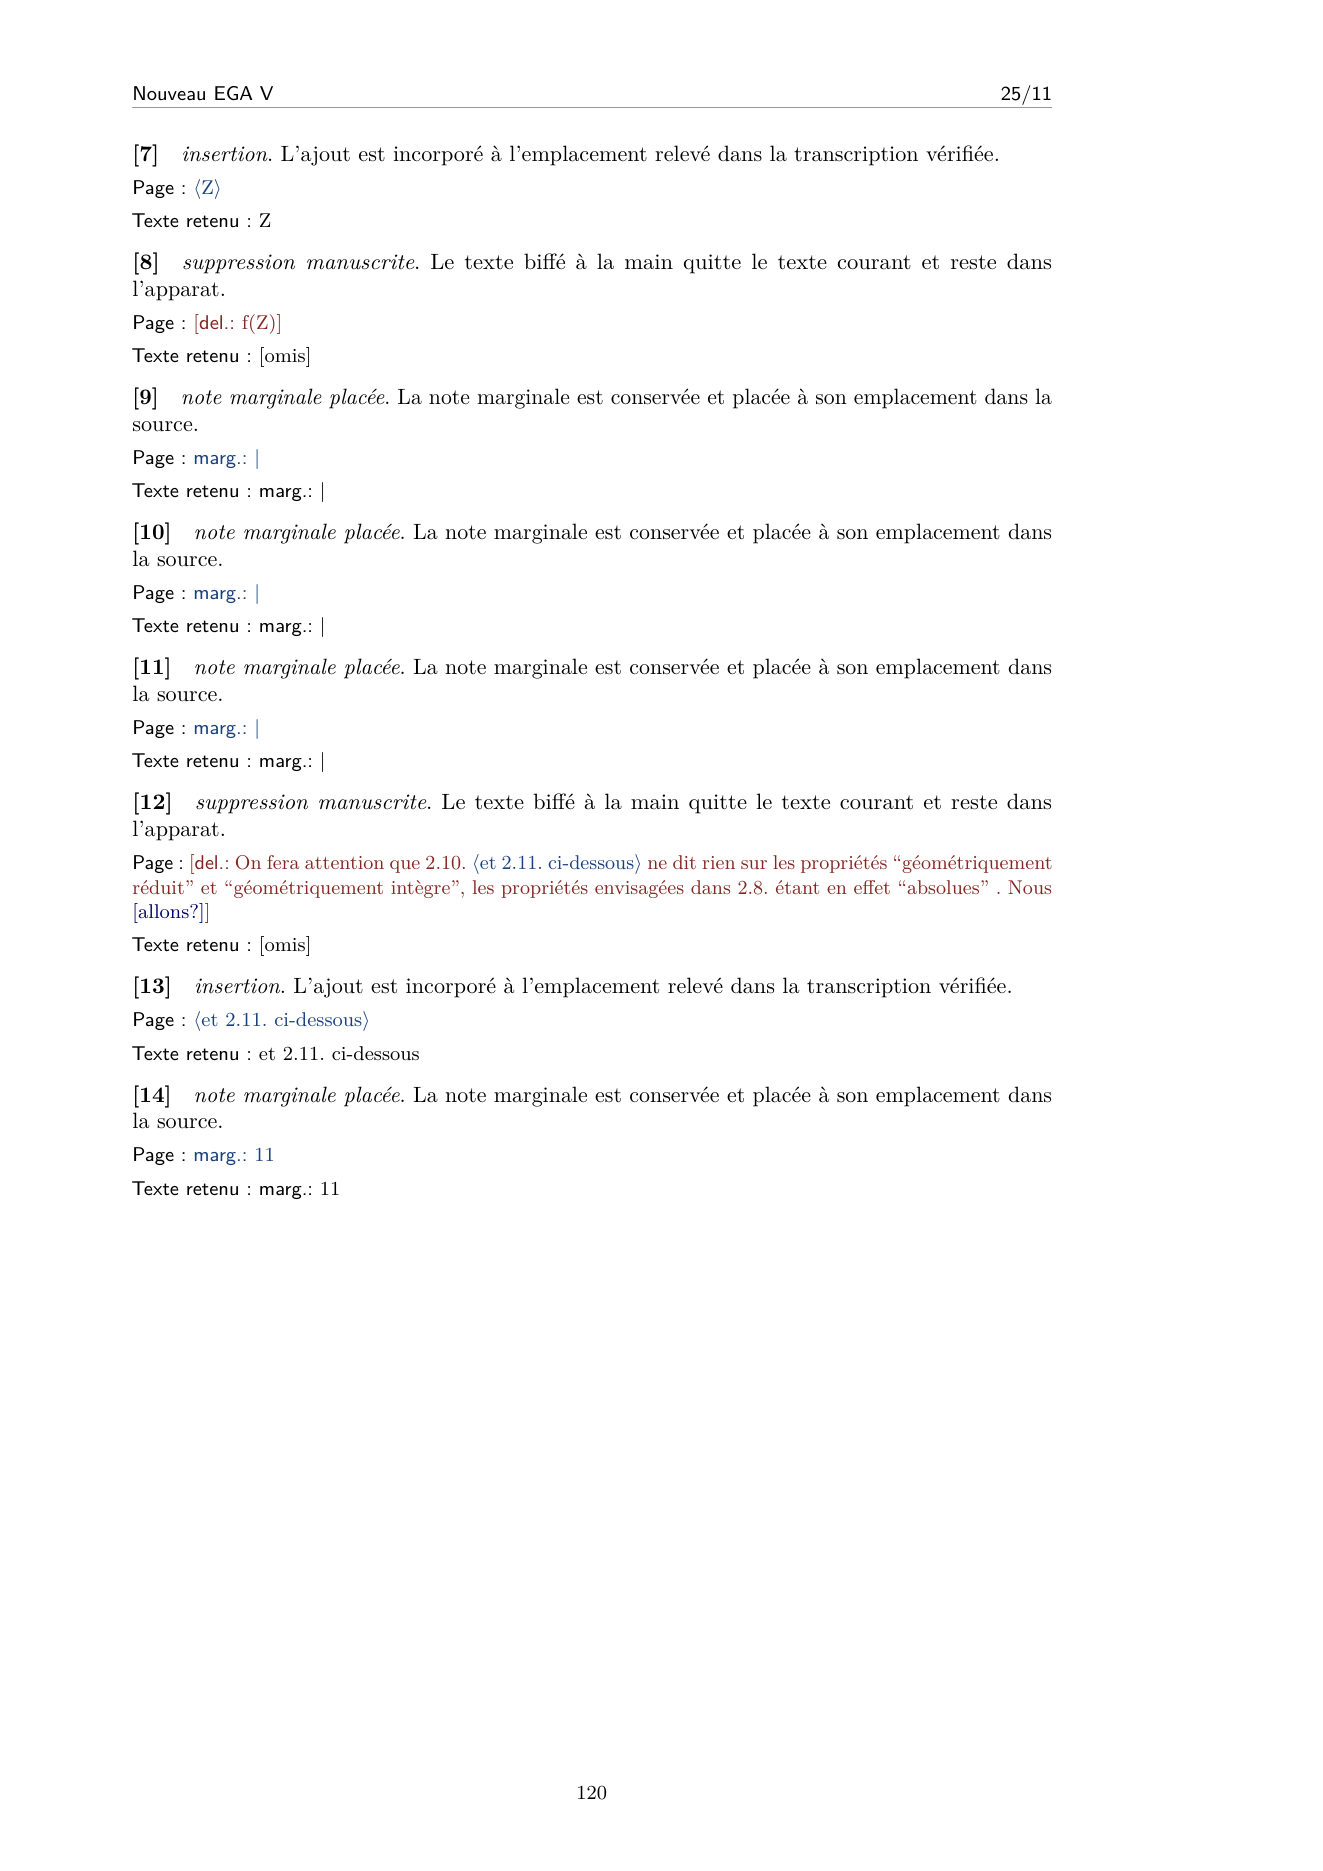 Nouveau EGA V 25/11
[7] insertion. L'ajout est incorporé à l'emplacement relevé dans la transcription vérifiée.
Page : ⟨Z⟩
Texte retenu : Z
[8] suppression manuscrite. Le texte biffé à la main quitte le texte courant et reste dans
l'apparat.
Page : [del.: f(Z)]
Texte retenu : [omis]
[9] note marginale placée. La note marginale est conservée et placée à son emplacement dans la
source.
Page : marg.: |
Texte retenu : marg.: |
[10] note marginale placée. La note marginale est conservée et placée à son emplacement dans
la source.
Page : marg.: |
Texte retenu : marg.: |
[11] note marginale placée. La note marginale est conservée et placée à son emplacement dans
la source.
Page : marg.: |
Texte retenu : marg.: |
[12] suppression manuscrite. Le texte biffé à la main quitte le texte courant et reste dans
l'apparat.
Page : [del.: On fera attention que 2.10. ⟨et 2.11. ci-dessous⟩ ne dit rien sur les propriétés “géométriquement
réduit” et “géométriquement intègre”, les propriétés envisagées dans 2.8. étant en effet “absolues” . Nous
[allons?]]
Texte retenu : [omis]
[13] insertion. L'ajout est incorporé à l'emplacement relevé dans la transcription vérifiée.
Page : ⟨et 2.11. ci-dessous⟩
Texte retenu : et 2.11. ci-dessous
[14] note marginale placée. La note marginale est conservée et placée à son emplacement dans
la source.
Page : marg.: 11
Texte retenu : marg.: 11
120